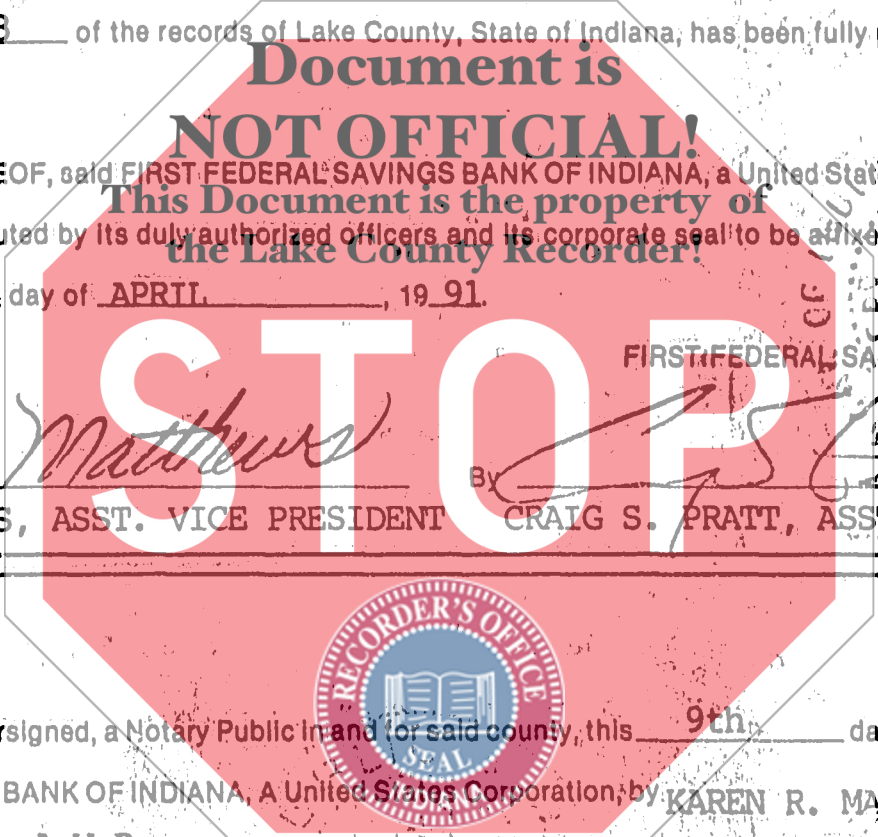 of the records of Lake County, State of Indiana, has been fully
Document is
NOT OFFICIAL!
EOF, said FIRST FEDERAL SAVINGS BANK OF INDIANA, a United Stat
This Document is the property of
uted by its duly authorized officers and its corporate seal to be affixe
the Lake County Recorder!
day of APRIL, 19 91.
STOP
FIRST FEDERAL SA
Matthews
By
S, ASST. VICE PRESIDENT CRAIG S. PRATT, ASS
RECORDER'S OFFICE
SEAL
rsigned, a Notary Public in and for said county, this 9th da
BANK OF INDIANA, A United States Corporation, by KAREN R. MA